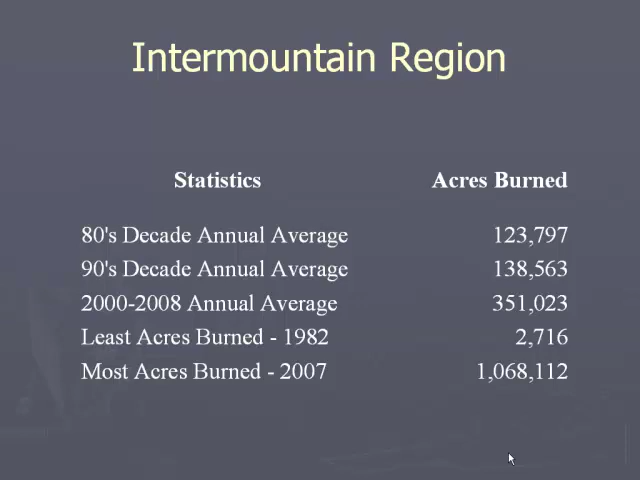 Intermountain Region
Statistics Acres Burned
80's Decade Annual Average 123,797
90's Decade Annual Average 138,563
2000-2008 Annual Average 351,023
Least Acres Burned - 1982 2,716
Most Acres Burned - 2007 1,068,112